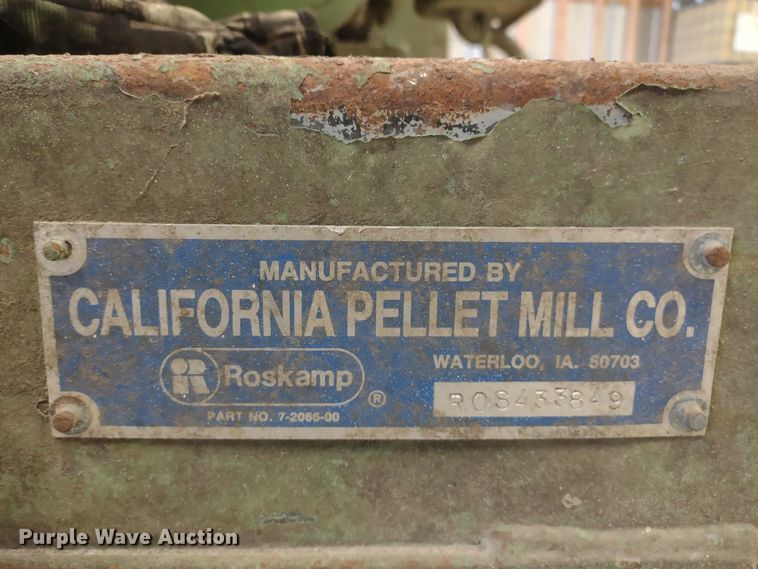 MANUFACTURED BY
CALIFORNIA PELLET MILL CO.
Roskamp ®
WATERLOO, IA. 50703
PART NO. 7-2066-00
ROS433849
Purple Wave Auction